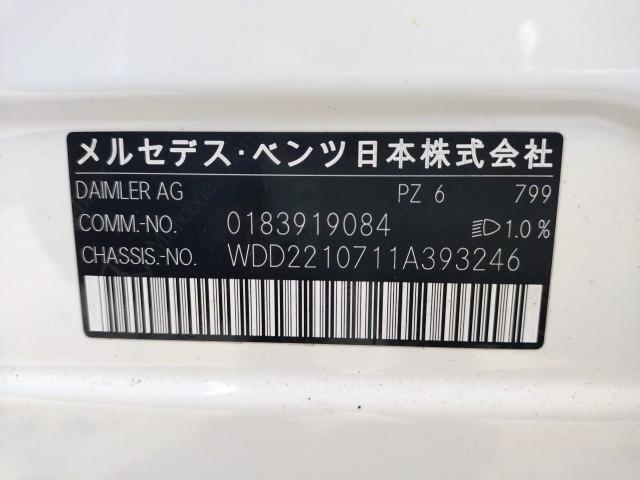 メルセデス・ベンツ日本株式会社
DAIMLER AG PZ 6 799
COMM.-NO. 0183919084 1.0%
CHASSIS.-NO. WDD2210711A393246